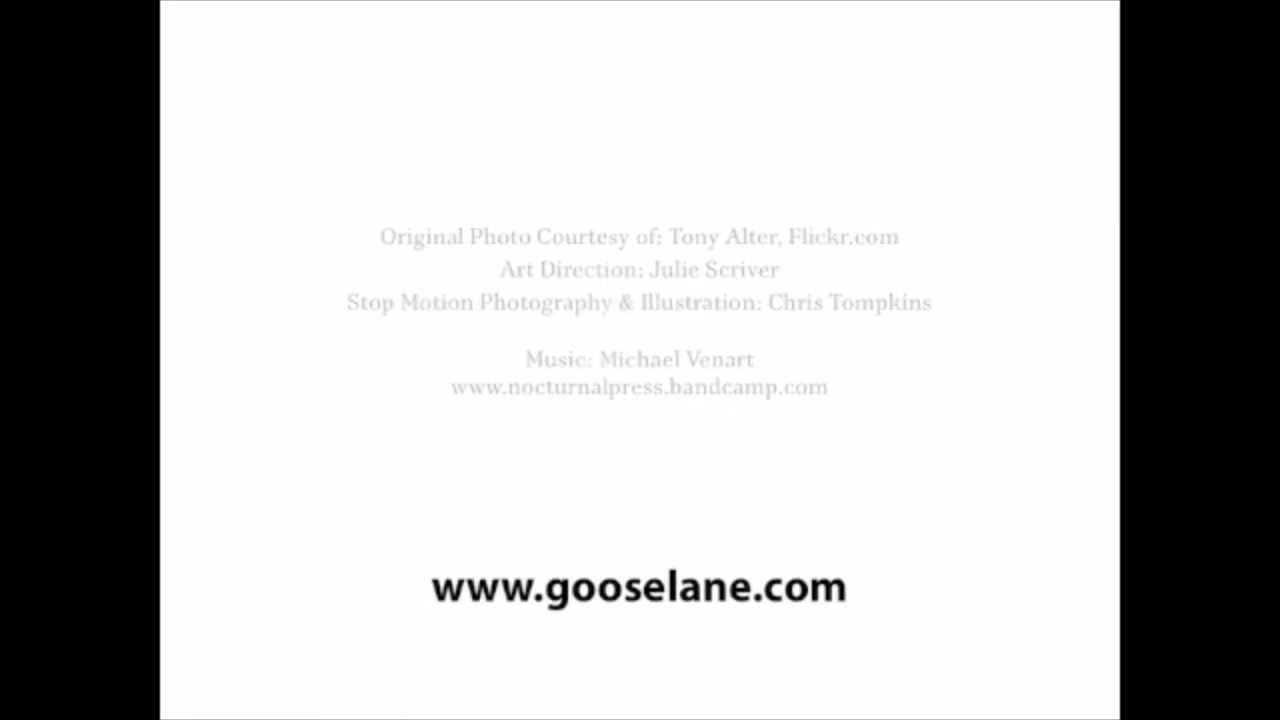 Original Photo Courtesy of: Tony Alter, Flickr.com
Art Direction: Julie Scriver
Stop Motion Photography & Illustration: Chris Tompkins
Music: Michael Venart
www.nocturnalpress.bandcamp.com
www.gooselane.com